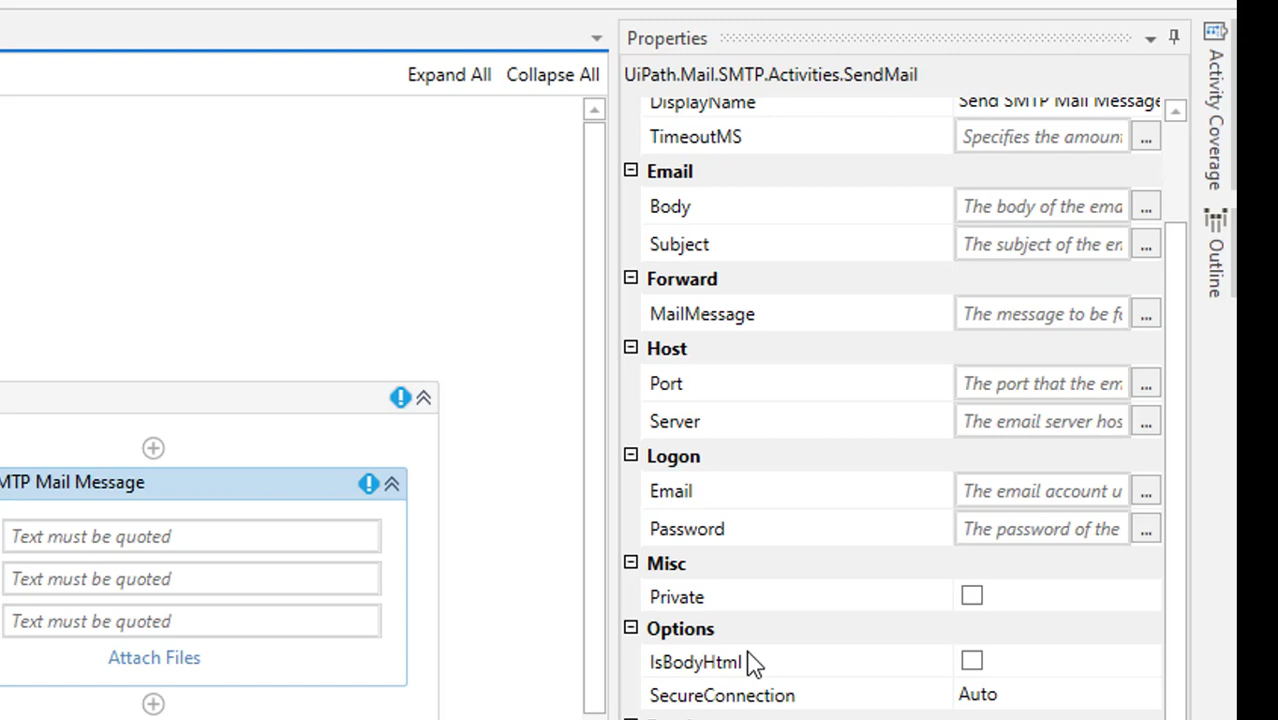 Expand All Collapse All
MTP Mail Message
Text must be quoted
Text must be quoted
Text must be quoted
Attach Files
Properties
UiPath.Mail.SMTP.Activities.SendMail
DisplayName Send SMTP Mail Message
TimeoutMS Specifies the amount ...
Email
Body The body of the ema ...
Subject The subject of the er ...
Forward
MailMessage The message to be fo ...
Host
Port The port that the em ...
Server The email server hos ...
Logon
Email The email account u ...
Password The password of the ...
Misc
Private
Options
IsBodyHtml
SecureConnection Auto
Activity Coverage
Outline